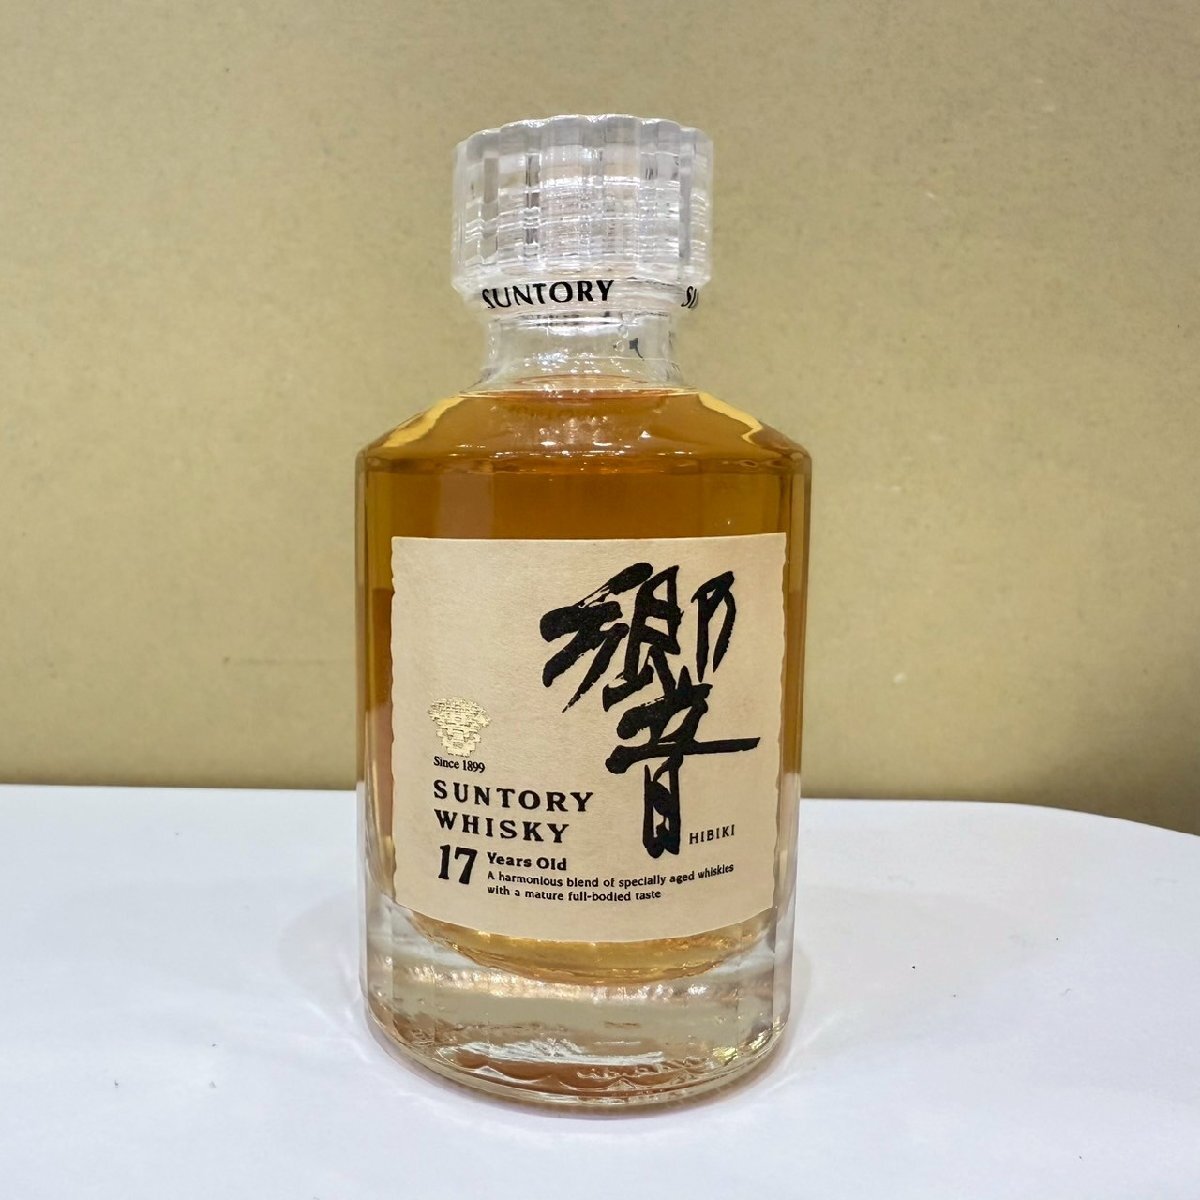 SUNTORY
響
HIBIKI
Since 1899
SUNTORY
WHISKY
17 Years Old
A harmonious blend of specially aged whiskies
with a mature full-bodied taste